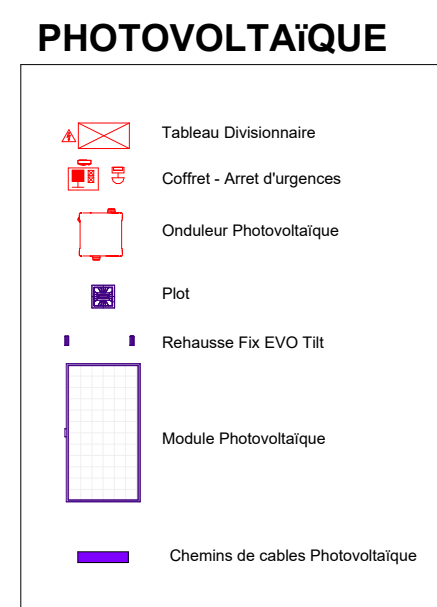 PHOTOVOLTAïQUE
Tableau Divisionnaire
Coffret - Arret d'urgences
Onduleur Photovoltaïque
Plot
Rehausse Fix EVO Tilt
Module Photovoltaïque
Chemins de cables Photovoltaïque